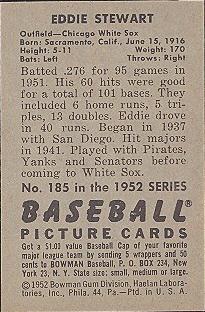 EDDIE STEWART
Outfield—Chicago White Sox
Born: Sacramento, Calif., June 15, 1916
Height: 5-11 Weight: 170
Bats: Left Throws: Right
Batted .276 for 95 games in
1951. His 60 hits were good
for a total of 101 bases. They
included 6 home runs, 5 tri-
ples, 13 doubles. Eddie drove
in 40 runs. Began in 1937
with San Diego. Hit majors
in 1941. Played with Pirates,
Yanks and Senators before
coming to White Sox.
No. 185 in the 1952 SERIES
BASEBALL®
PICTURE CARDS
Get a $1.00 value Baseball Cap of your favorite
major league team by sending 5 wrappers and 50
cents to BOWMAN Baseball, P. O. BOX 234, New
York 23, N. Y. State size: small, medium or large.
©1952 Bowman Gum Division, Haelan Labora-
tories, Inc., Phila. 44, Pa.—Ptd. in U. S. A.